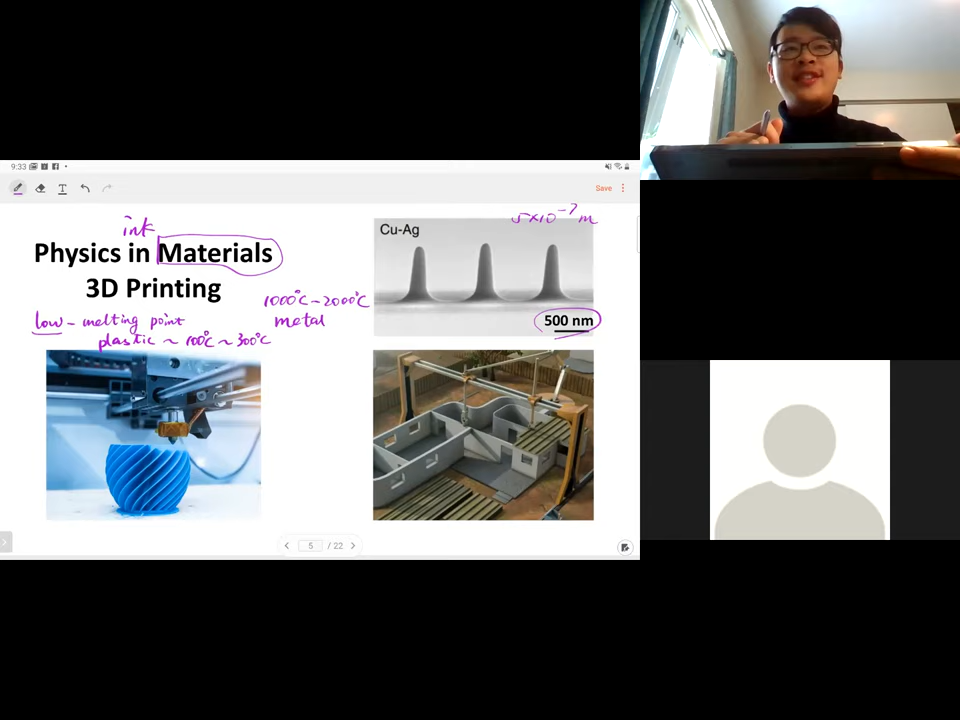 9:33
Save
ink
Physics in Materials
3D Printing
1000°C ~ 2000°C
metal
low - melting point
plastic ~ 100°C ~ 300°C
5×10⁻⁷ m
Cu-Ag
500 nm
5 / 22